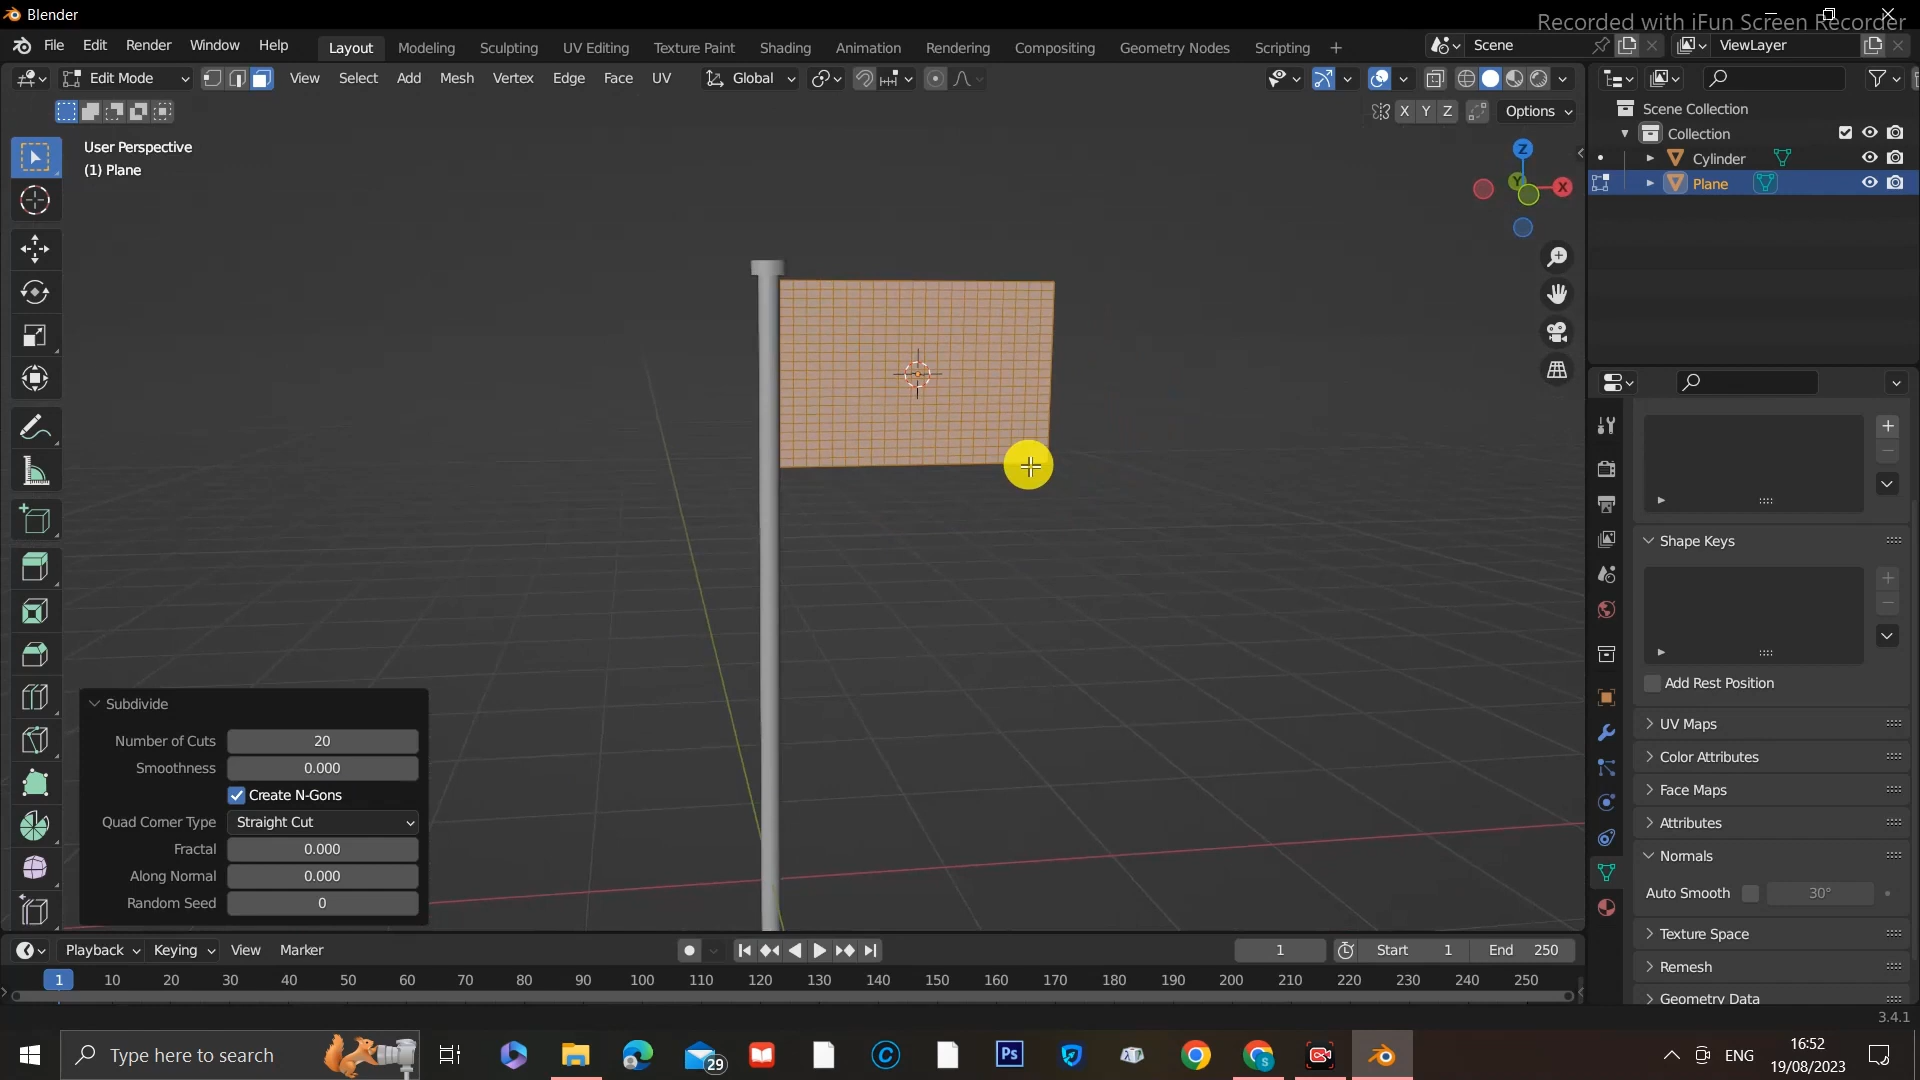 Blender
Recorded with iFun Screen Recorder
File Edit Render Window Help
Layout Modeling Sculpting UV Editing Texture Paint Shading Animation Rendering Compositing Geometry Nodes Scripting +
Scene
ViewLayer
Edit Mode
View Select Add Mesh Vertex Edge Face UV
Global
X Y Z
Options
User Perspective
(1) Plane
Z
Y
X
Scene Collection
Collection
Cylinder
Plane
Shape Keys
Add Rest Position
UV Maps
Color Attributes
Face Maps
Attributes
Normals
Auto Smooth 30°
Texture Space
Remesh
Geometry Data
Subdivide
Number of Cuts 20
Smoothness 0.000
Create N-Gons
Quad Corner Type Straight Cut
Fractal 0.000
Along Normal 0.000
Random Seed 0
Playback Keying View Marker
1
Start 1
End 250
1 10 20 30 40 50 60 70 80 90 100 110 120 130 140 150 160 170 180 190 200 210 220 230 240 250
3.4.1
Type here to search
29
Ps
S
ENG
16:52
19/08/2023